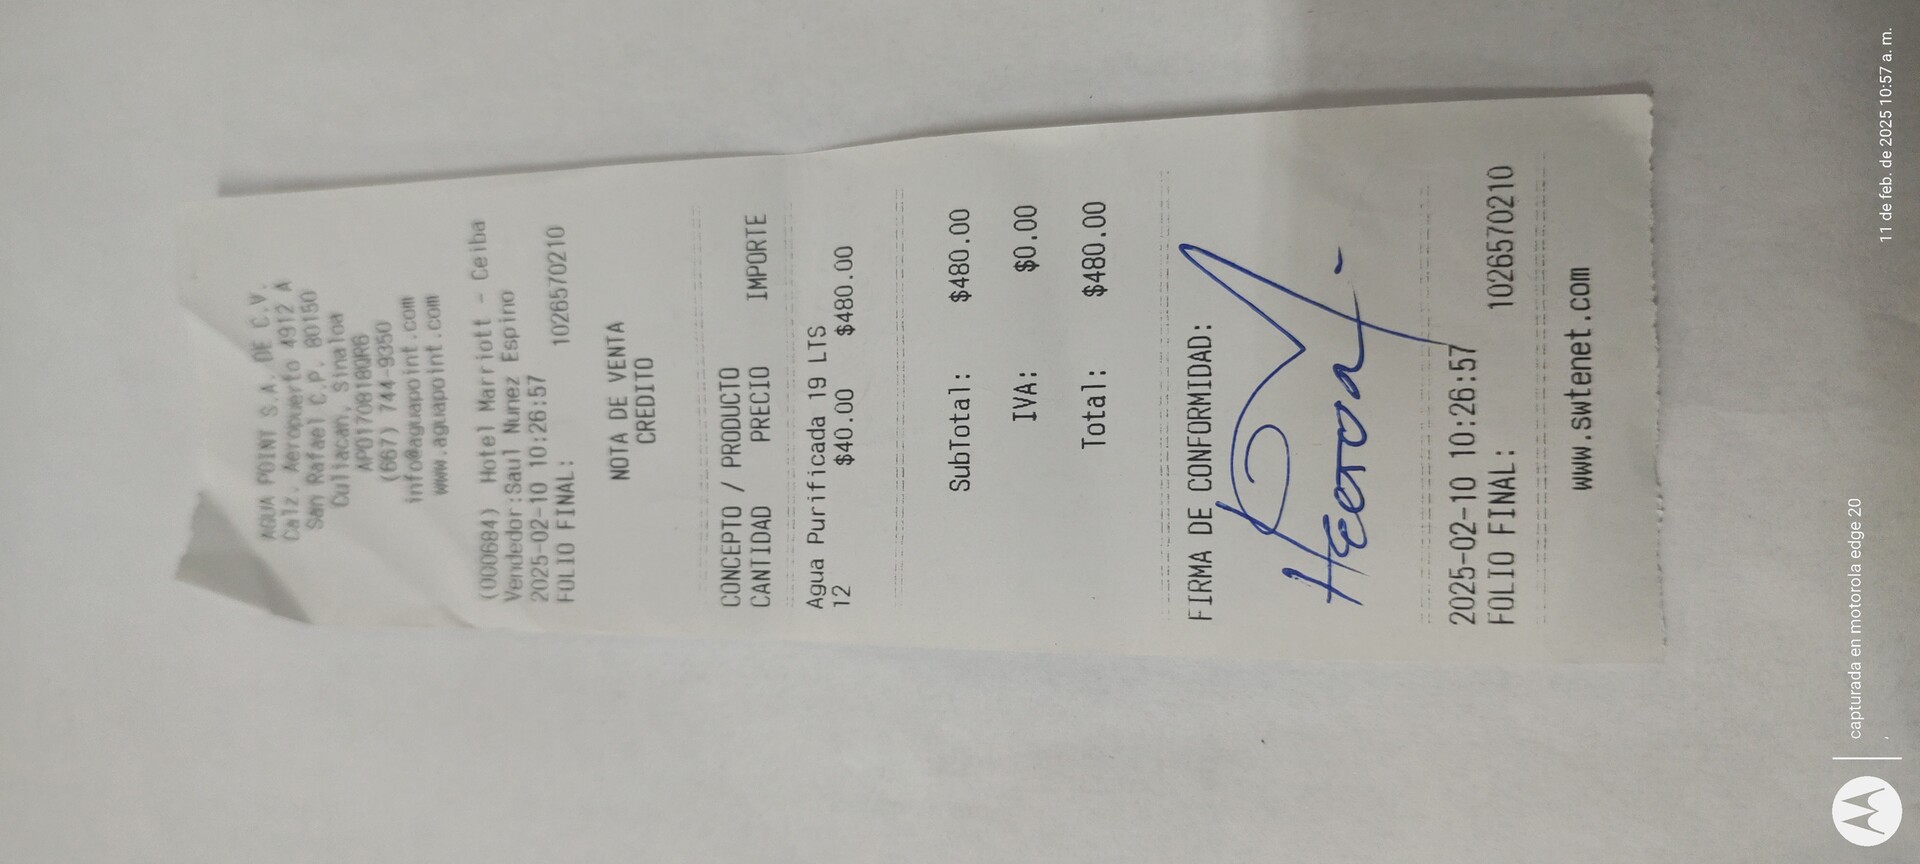 AGUA POINT S.A. DE C.V.
Calz. Aeropuerto 4912 A
San Rafael C.P. 80150
Culiacan, Sinaloa
APO170818QR6
(667) 744-9350
info@aguapoint.com
www.aguapoint.com
(000684) Hotel Marriott - Ceiba
Vendedor:Saul Nunez Espino
2025-02-10 10:26:57
FOLIO FINAL: 1026570210
NOTA DE VENTA
CREDITO
CONCEPTO / PRODUCTO
CANTIDAD PRECIO IMPORTE
Agua Purificada 19 LTS
12 $40.00 $480.00
SubTotal: $480.00
IVA: $0.00
Total: $480.00
FIRMA DE CONFORMIDAD:
2025-02-10 10:26:57
FOLIO FINAL: 1026570210
www.swtenet.com
capturada en motorola edge 20
11 de feb. de 2025 10:57 a. m.